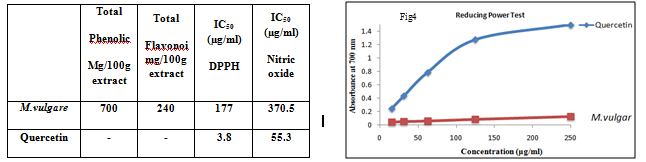 Total
Phenolic
Mg/100g
extract
Total
Flavonoi
mg/100g
extract
IC50
(µg/ml)
DPPH
IC50
(µg/ml)
Nitric
oxide
M.vulgare 700 240 177 370.5
Quercetin - - 3.8 55.3
Fig4
Reducing Power Test
Absorbance at 700 nm
1.4
1.2
1
0.8
0.6
0.4
0.2
0
0 50 100 150 200 250
Concentration (µg/ml)
Quercetin
M.vulgar